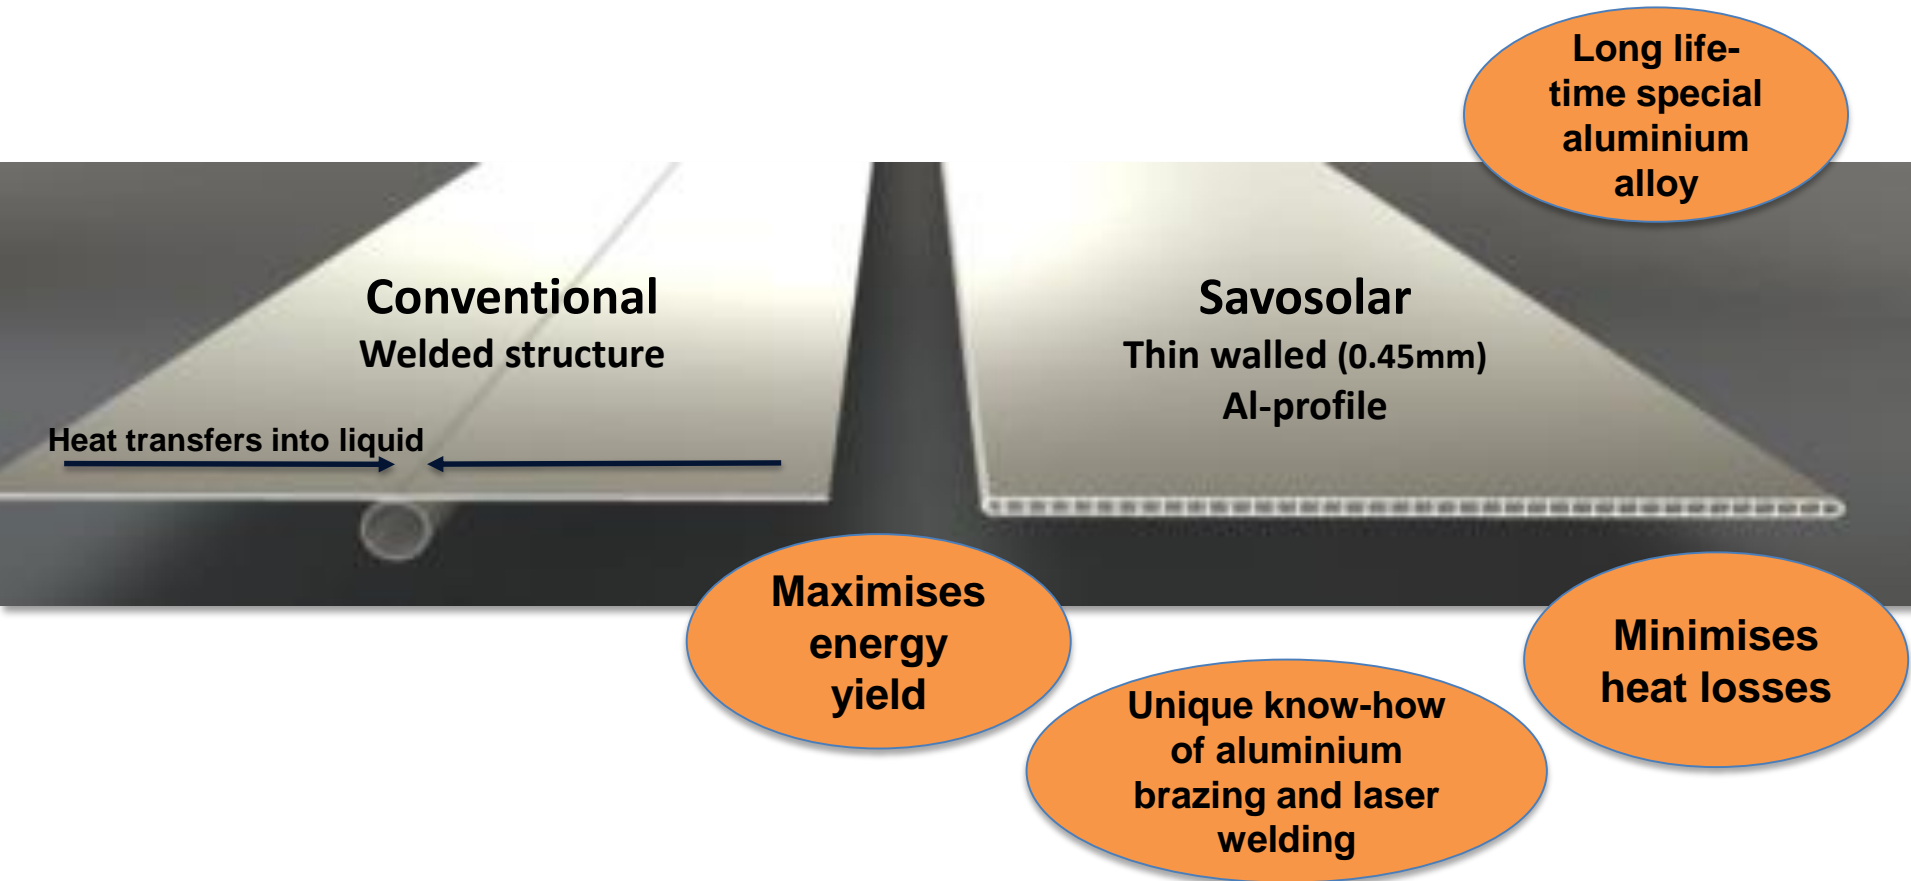 Long life-
time special
aluminium
alloy
Conventional
Welded structure
Heat transfers into liquid
Savosolar
Thin walled (0.45mm)
Al-profile
Maximises
energy
yield
Unique know-how
of aluminium
brazing and laser
welding
Minimises
heat losses